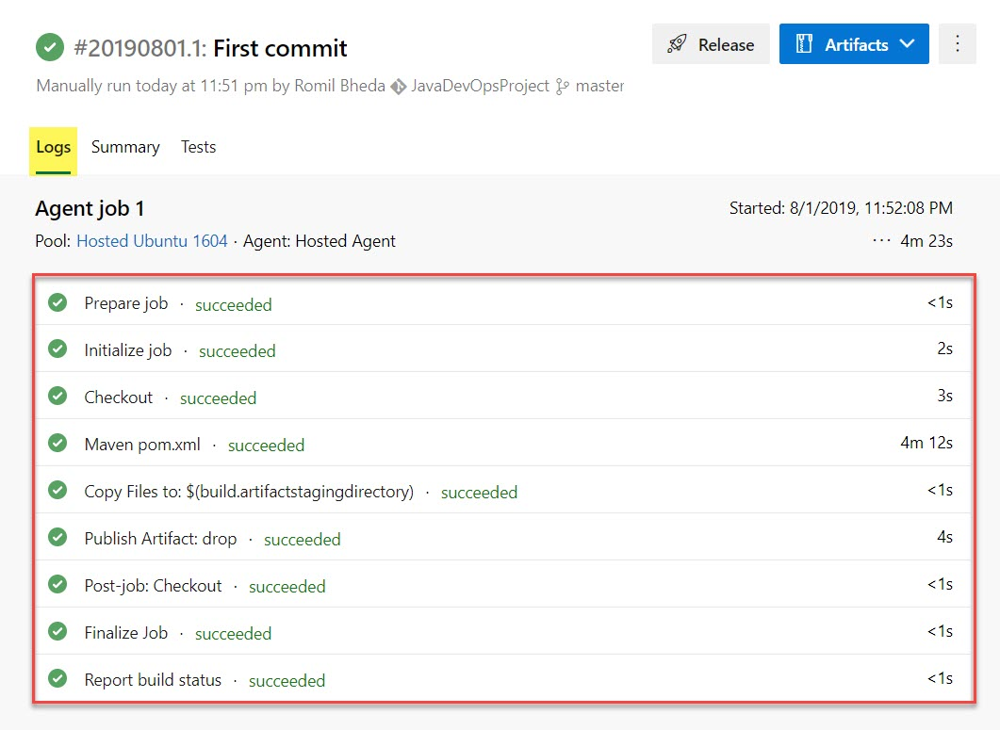 #20190801.1: First commit
Release
Artifacts
Manually run today at 11:51 pm by Romil Bheda JavaDevOpsProject master
Logs Summary Tests
Agent job 1
Started: 8/1/2019, 11:52:08 PM
Pool: Hosted Ubuntu 1604 · Agent: Hosted Agent
··· 4m 23s
Prepare job · succeeded <1s
Initialize job · succeeded 2s
Checkout · succeeded 3s
Maven pom.xml · succeeded 4m 12s
Copy Files to: $(build.artifactstagingdirectory) · succeeded <1s
Publish Artifact: drop · succeeded 4s
Post-job: Checkout · succeeded <1s
Finalize Job · succeeded <1s
Report build status · succeeded <1s